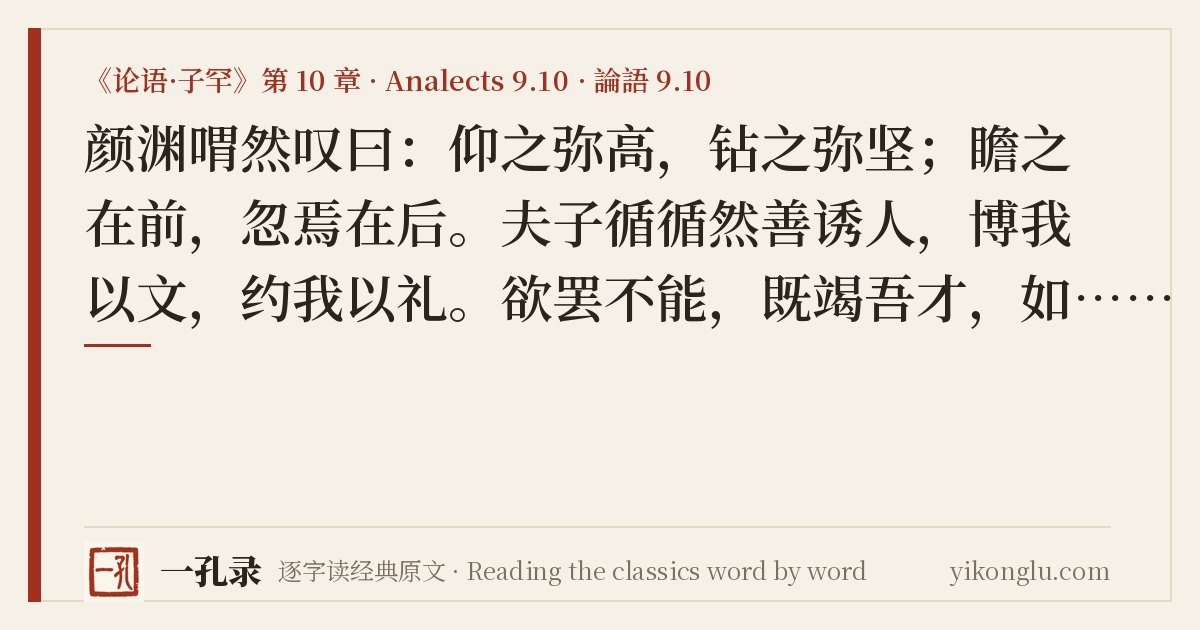 《论语·子罕》第 10 章 · Analects 9.10 · 論語 9.10
颜渊喟然叹曰：仰之弥高，钻之弥坚；瞻之
在前，忽焉在后。夫子循循然善诱人，博我
以文，约我以礼。欲罢不能，既竭吾才，如……
一孔
一孔录 逐字读经典原文 · Reading the classics word by word yikonglu.com